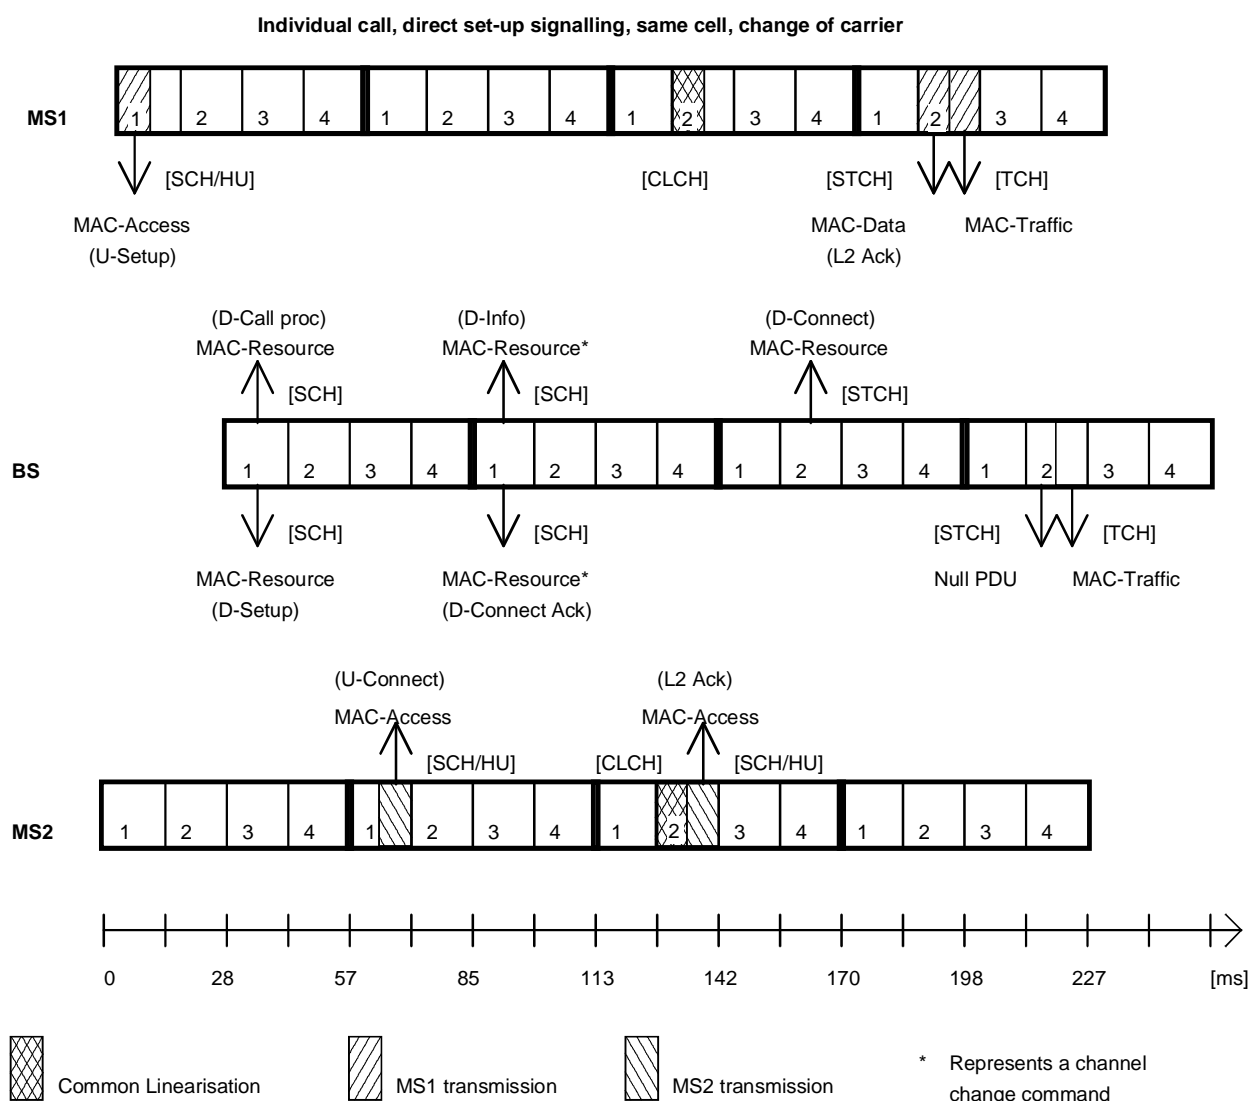 Individual call, direct set-up signalling, same cell, change of carrier
MS1
1 2 3 4 1 2 3 4 1 2 3 4 1 2 3 4
[SCH/HU] [CLCH] [STCH] [TCH]
MAC-Access MAC-Data MAC-Traffic
(U-Setup) (L2 Ack)
(D-Call proc) (D-Info) (D-Connect)
MAC-Resource MAC-Resource* MAC-Resource
[SCH] [SCH] [STCH]
BS
1 2 3 4 1 2 3 4 1 2 3 4 1 2 3 4
[SCH] [SCH] [STCH] [TCH]
MAC-Resource MAC-Resource* Null PDU MAC-Traffic
(D-Setup) (D-Connect Ack)
(U-Connect) (L2 Ack)
MAC-Access MAC-Access
[SCH/HU] [CLCH] [SCH/HU]
MS2
1 2 3 4 1 2 3 4 1 2 3 4 1 2 3 4
0 28 57 85 113 142 170 198 227 [ms]
Common Linearisation MS1 transmission MS2 transmission * Represents a channel
change command